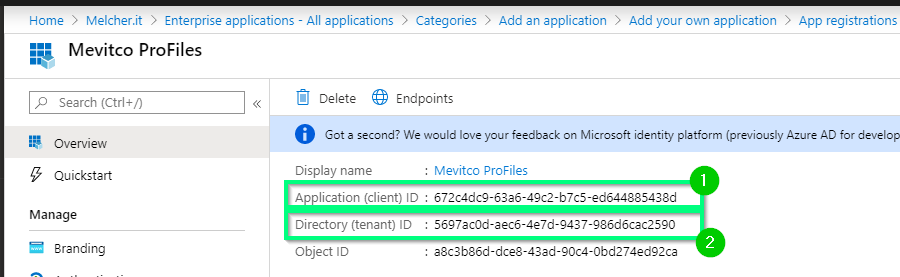 Home > Melcher.it > Enterprise applications - All applications > Categories > Add an application > Add your own application > App registrations
Mevitco ProFiles
Search (Ctrl+/)
«
Delete
Endpoints
Got a second? We would love your feedback on Microsoft identity platform (previously Azure AD for develop
Overview
Quickstart
Manage
Branding
Display name : Mevitco ProFiles
1
Application (client) ID : 672c4dc9-63a6-49c2-b7c5-ed644885438d
Directory (tenant) ID : 5697ac0d-aec6-4e7d-9437-986d6cac2590
2
Object ID : a8c3b86d-dce8-43ad-90c4-0bd274ed92ca